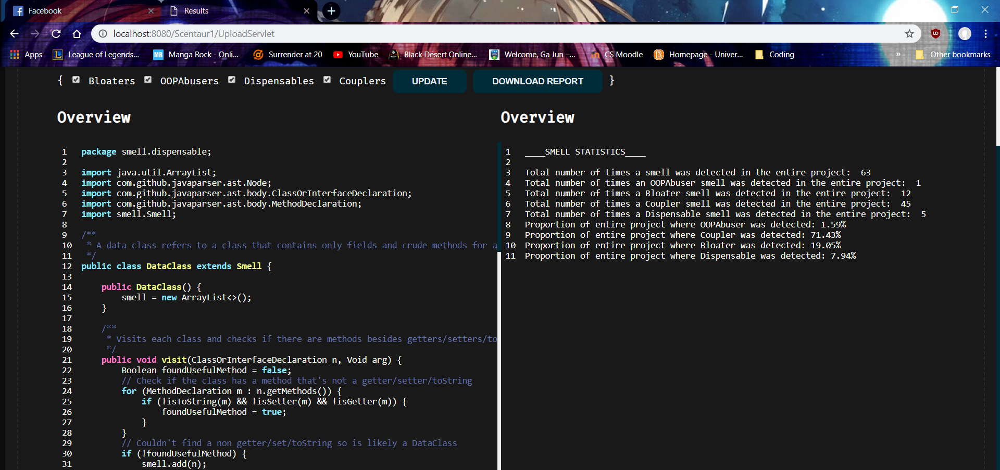 Facebook
Results
localhost:8080/Scentaur1/UploadServlet
Apps League of Legends... Manga Rock - Onli... Surrender at 20 YouTube Black Desert Online... Welcome, Ga Jun –... CS Moodle Homepage - Univer... Coding » Other bookmarks
{ Bloaters OOPAbusers Dispensables Couplers UPDATE DOWNLOAD REPORT }
Overview
1 package smell.dispensable;
2
3 import java.util.ArrayList;
4 import com.github.javaparser.ast.Node;
5 import com.github.javaparser.ast.body.ClassOrInterfaceDeclaration;
6 import com.github.javaparser.ast.body.MethodDeclaration;
7 import smell.Smell;
8
9 /**
10 * A data class refers to a class that contains only fields and crude methods for a
11 */
12 public class DataClass extends Smell {
13
14 public DataClass() {
15 smell = new ArrayList<>();
16 }
17
18 /**
19 * Visits each class and checks if there are methods besides getters/setters/to
20 */
21 public void visit(ClassOrInterfaceDeclaration n, Void arg) {
22 Boolean foundUsefulMethod = false;
23 // Check if the class has a method that's not a getter/setter/toString
24 for (MethodDeclaration m : n.getMethods()) {
25 if (!isToString(m) && !isSetter(m) && !isGetter(m)) {
26 foundUsefulMethod = true;
27 }
28 }
29 // Couldn't find a non getter/set/toString so is likely a DataClass
30 if (!foundUsefulMethod) {
31 smell.add(n);
Overview
1 ____SMELL STATISTICS____
2
3 Total number of times a smell was detected in the entire project: 63
4 Total number of times an OOPAbuser smell was detected in the entire project: 1
5 Total number of times a Bloater smell was detected in the entire project: 12
6 Total number of times a Coupler smell was detected in the entire project: 45
7 Total number of times a Dispensable smell was detected in the entire project: 5
8 Proportion of entire project where OOPAbuser was detected: 1.59%
9 Proportion of entire project where Coupler was detected: 71.43%
10 Proportion of entire project where Bloater was detected: 19.05%
11 Proportion of entire project where Dispensable was detected: 7.94%